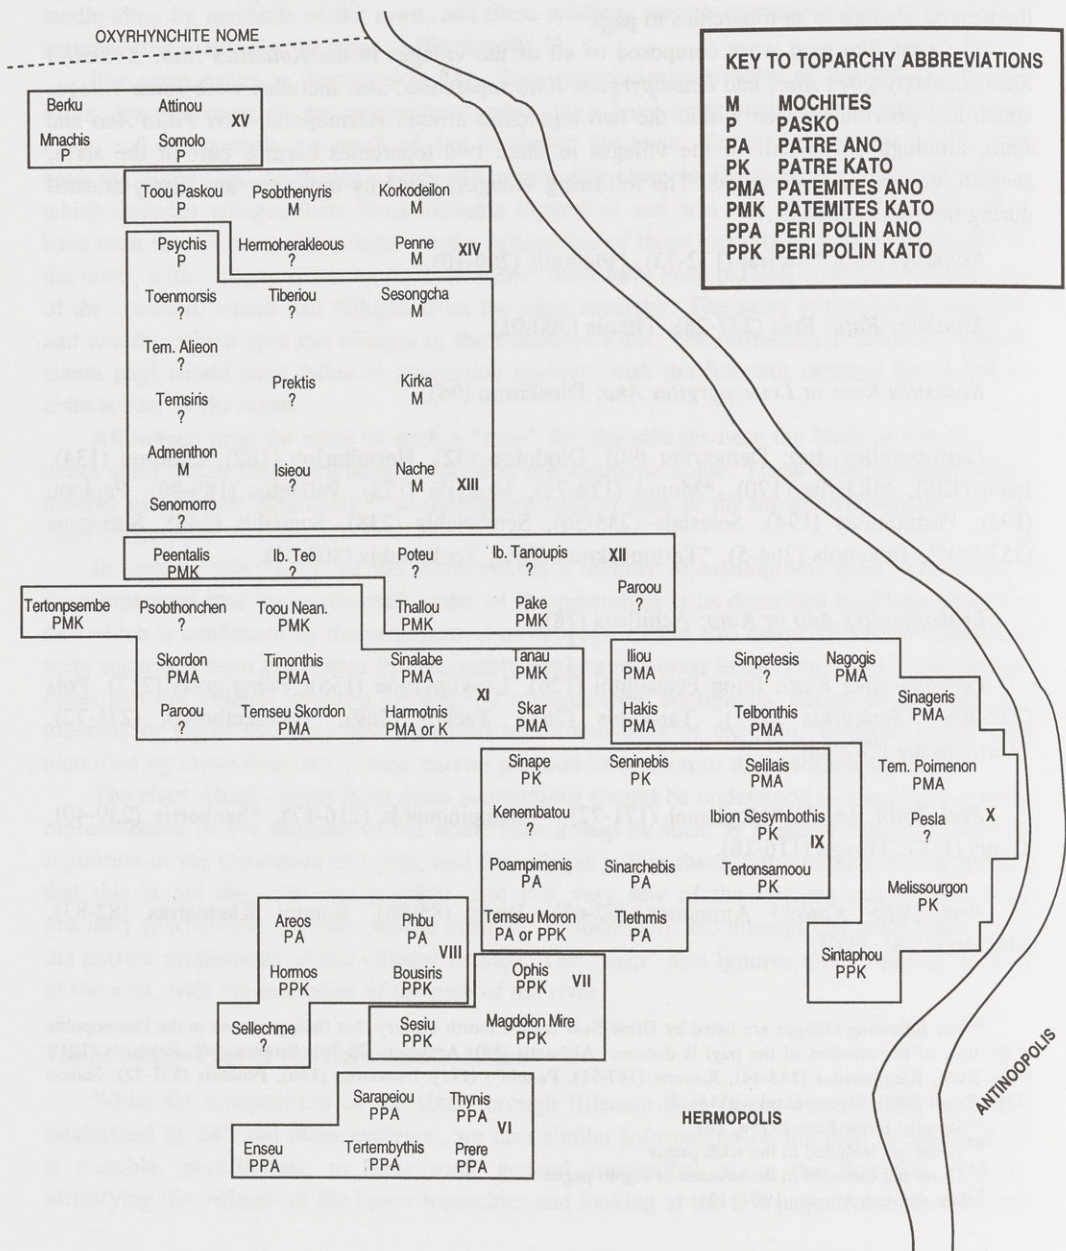 OXYRHYNCHITE NOME
KEY TO TOPARCHY ABBREVIATIONS
M MOCHITES
P PASKO
PA PATRE ANO
PK PATRE KATO
PMA PATEMITES ANO
PMK PATEMITES KATO
PPA PERI POLIN ANO
PPK PERI POLIN KATO
Berku Attinou
XV
Mnachis Somolo
P P
Toou Paskou Psobthenyris Korkodeilon
P M M
Psychis Hermoherakleous Penne
P ? M XIV
Toenmorsis Tiberiou Sesongcha
? ? M
Tem. Alieon
?
Prektis Kirka
Temsiris ? M
?
Admenthon
M Isieou Nache
? M XIII
Senomorro
?
Peentalis Ib. Teo Poteu Ib. Tanoupis XII
PMK ? ? ?
Paroou
?
Tertonpsembe Psobthonchen Toou Nean. Thallou Pake
PMK ? PMK PMK PMK
Skordon Timonthis Sinalabe Tanau Iliou Sinpetesis Nagogis
PMA PMA PMA PMK PMA ? PMA
XI
Sinageris
PMA
Paroou Temseu Skordon Harmotnis Skar Hakis Telbonthis
? PMA PMA or K PMA PMA PMA
Sinape Seninebis Selilais Tem. Poimenon
PK PK PMA PMA
Kenembatou Ibion Sesymbothis Pesla X
? PK ?
IX
Poampimenis Sinarchebis Tertonsamoou
PA PA PK
Melissourgon
PK
Areos Phbu Temseu Moron Tlethmis
PA PA PA or PPK PA
VIII
Sintaphou
PPK
Hormos Bousiris Ophis VII
PPK PPK PPK
Sellechme Sesiu Magdolon Mire
? PPK PPK
Sarapeiou Thynis
PPA PPA
VI
Enseu Tertembythis Prere
PPA PPA PPA
HERMOPOLIS
ANTINOOPOLIS